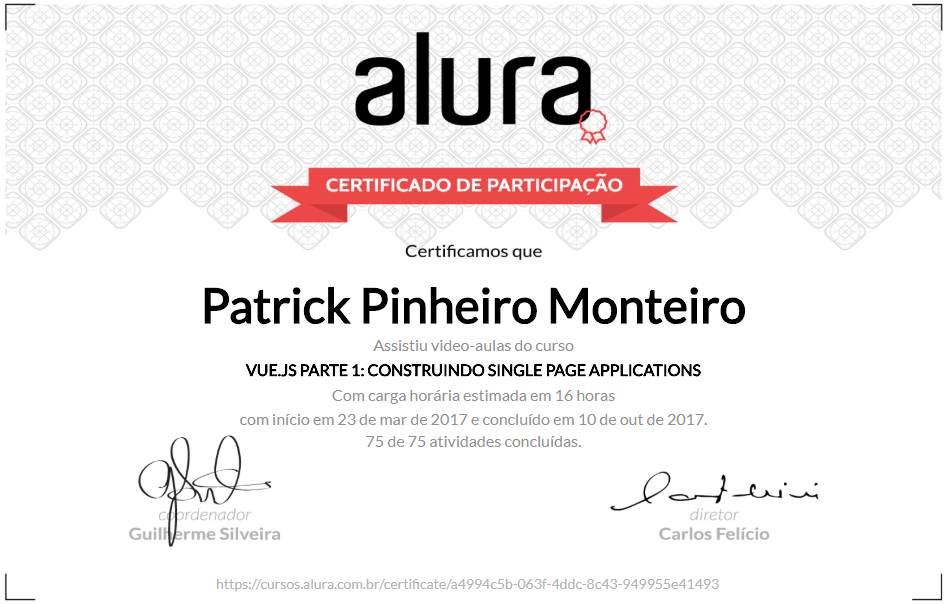 alura
CERTIFICADO DE PARTICIPAÇÃO
Certificamos que
Patrick Pinheiro Monteiro
Assistiu video-aulas do curso
VUE.JS PARTE 1: CONSTRUINDO SINGLE PAGE APPLICATIONS
Com carga horária estimada em 16 horas
com início em 23 de mar de 2017 e concluído em 10 de out de 2017.
75 de 75 atividades concluídas.
coordenador
Guilherme Silveira
diretor
Carlos Felício
https://cursos.alura.com.br/certificate/a4994c5b-063f-4ddc-8c43-949955e41493